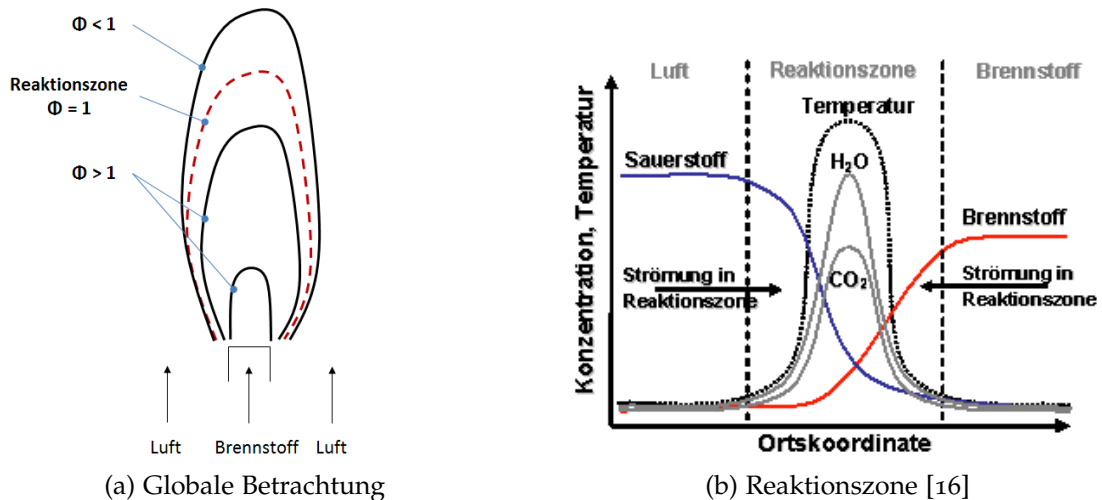 Φ < 1
Reaktionszone
Φ = 1
Φ > 1
Luft
Brennstoff
Luft
(a) Globale Betrachtung
Luft
Reaktionszone
Brennstoff
Temperatur
H₂O
Sauerstoff
Brennstoff
CO₂
Strömung in
Reaktionszone
Strömung in
Reaktionszone
Konzentration, Temperatur
Ortskoordinate
(b) Reaktionszone [16]